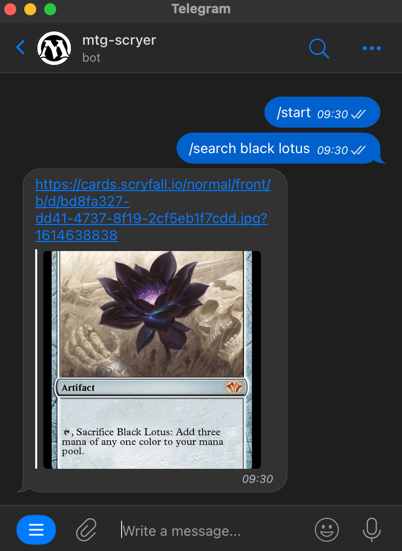 Telegram
mtg-scryer
bot
/start 09:30
/search black lotus 09:30
https://cards.scryfall.io/normal/front/
b/d/bd8fa327-
dd41-4737-8f19-2cf5eb1f7cdd.jpg?
1614638838
Artifact
, Sacrifice Black Lotus: Add three
mana of any one color to your mana
pool.
09:30
Write a message...